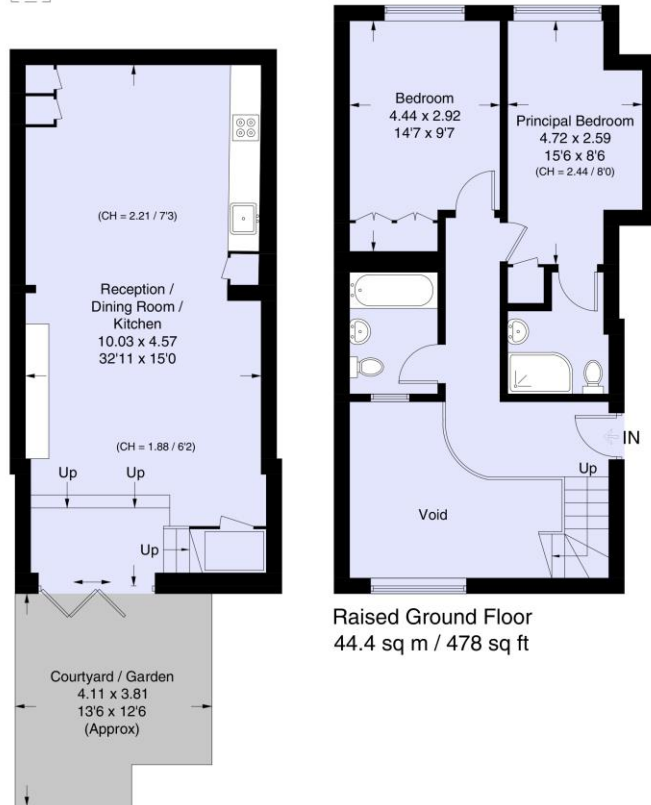 (CH = 2.21 / 7'3)
Reception /
Dining Room /
Kitchen
10.03 x 4.57
32'11 x 15'0
(CH = 1.88 / 6'2)
Up
Up
Up
Courtyard / Garden
4.11 x 3.81
13'6 x 12'6
(Approx)
Bedroom
4.44 x 2.92
14'7 x 9'7
Principal Bedroom
4.72 x 2.59
15'6 x 8'6
(CH = 2.44 / 8'0)
IN
Up
Void
Raised Ground Floor
44.4 sq m / 478 sq ft